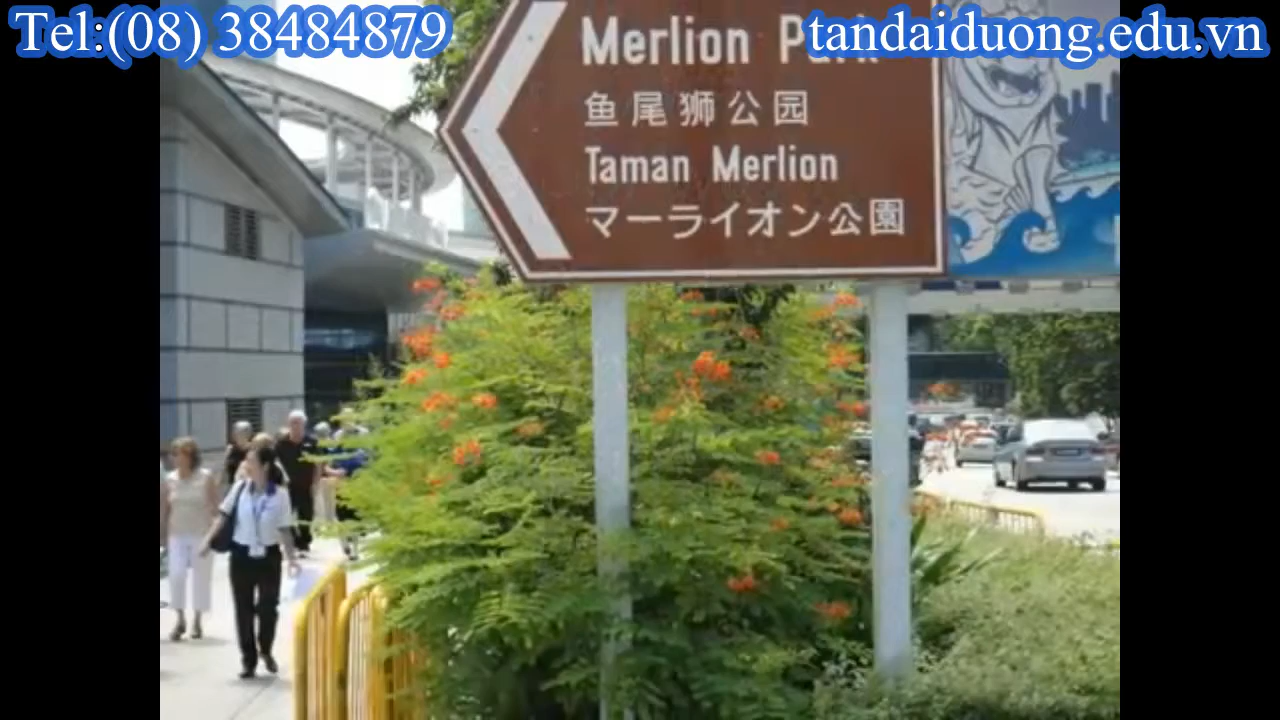 Tel:(08) 38484879
tandaiduong.edu.vn
Merlion Park
鱼尾狮公园
Taman Merlion
マーライオン公園